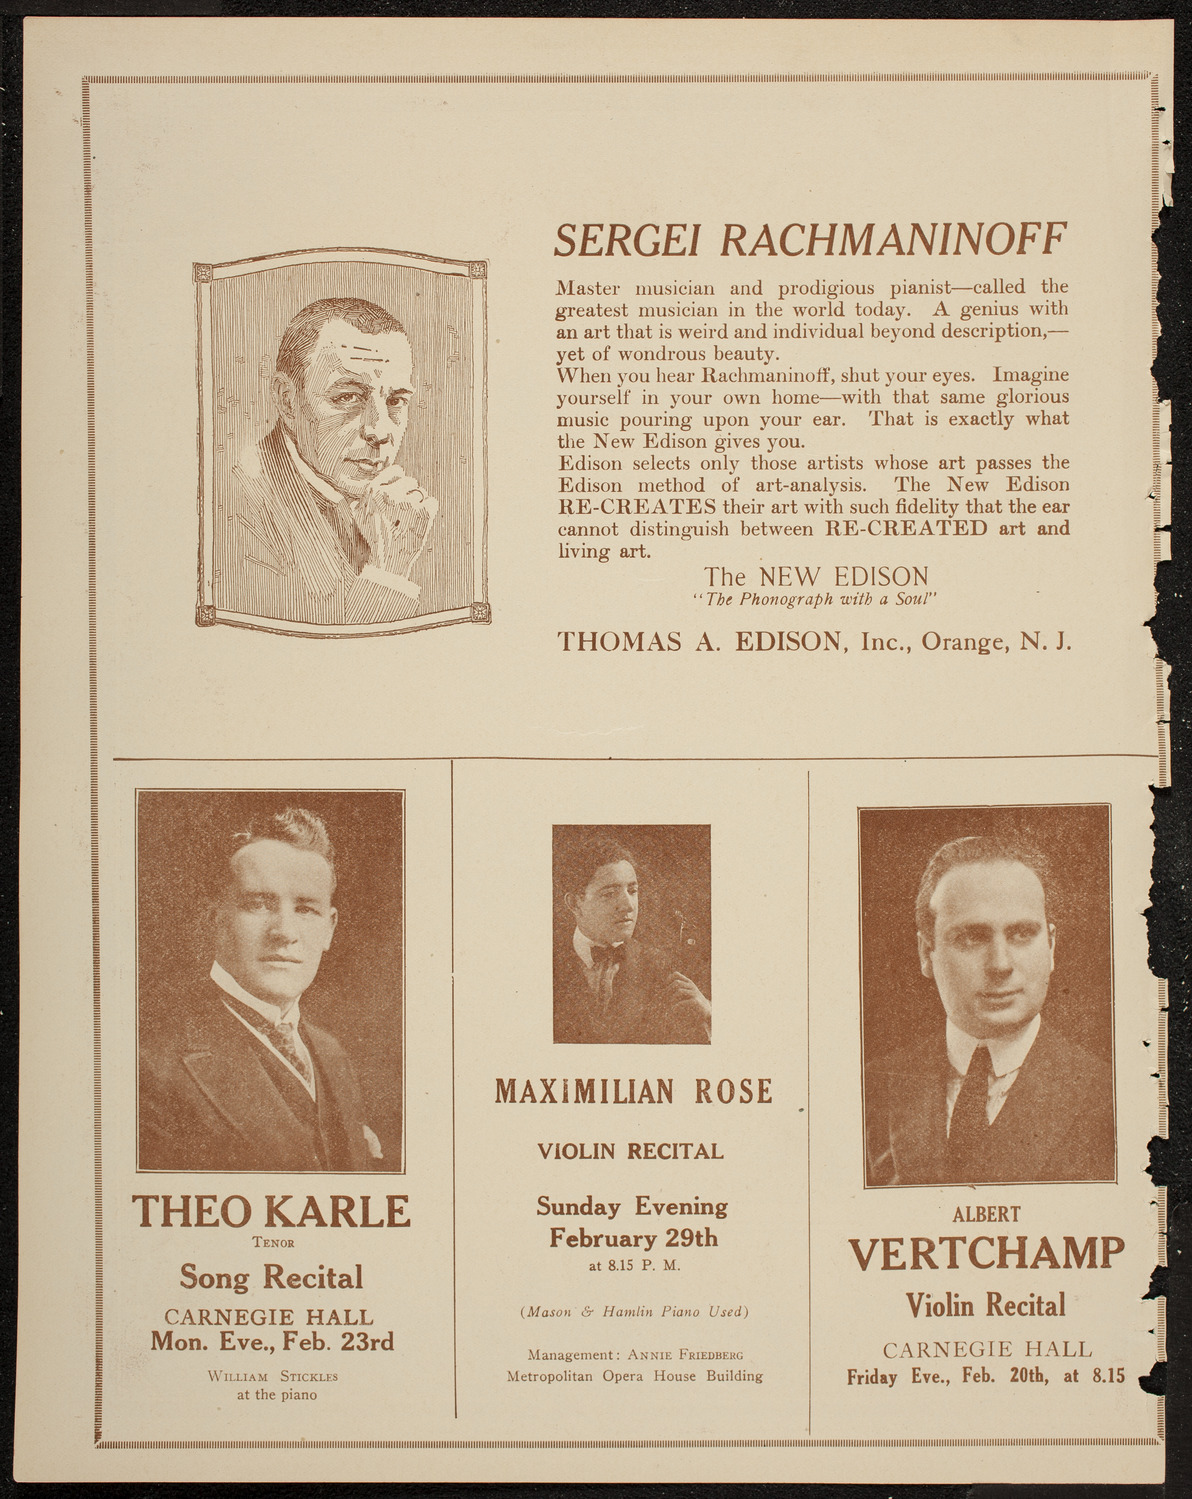 SERGEI RACHMANINOFF
Master musician and prodigious pianist—called the
greatest musician in the world today. A genius with
an art that is weird and individual beyond description,—
yet of wondrous beauty.
When you hear Rachmaninoff, shut your eyes. Imagine
yourself in your own home—with that same glorious
music pouring upon your ear. That is exactly what
the New Edison gives you.
Edison selects only those artists whose art passes the
Edison method of art-analysis. The New Edison
RE-CREATES their art with such fidelity that the ear
cannot distinguish between RE-CREATED art and
living art.
The NEW EDISON
"The Phonograph with a Soul"
THOMAS A. EDISON, Inc., Orange, N. J.
THEO KARLE
TENOR
Song Recital
CARNEGIE HALL
Mon. Eve., Feb. 23rd
WILLIAM STICKLES
at the piano
MAXIMILIAN ROSE
VIOLIN RECITAL
Sunday Evening
February 29th
at 8.15 P. M.
(Mason & Hamlin Piano Used)
Management: ANNIE FRIEDBERG
Metropolitan Opera House Building
ALBERT
VERTCHAMP
Violin Recital
CARNEGIE HALL
Friday Eve., Feb. 20th, at 8.15